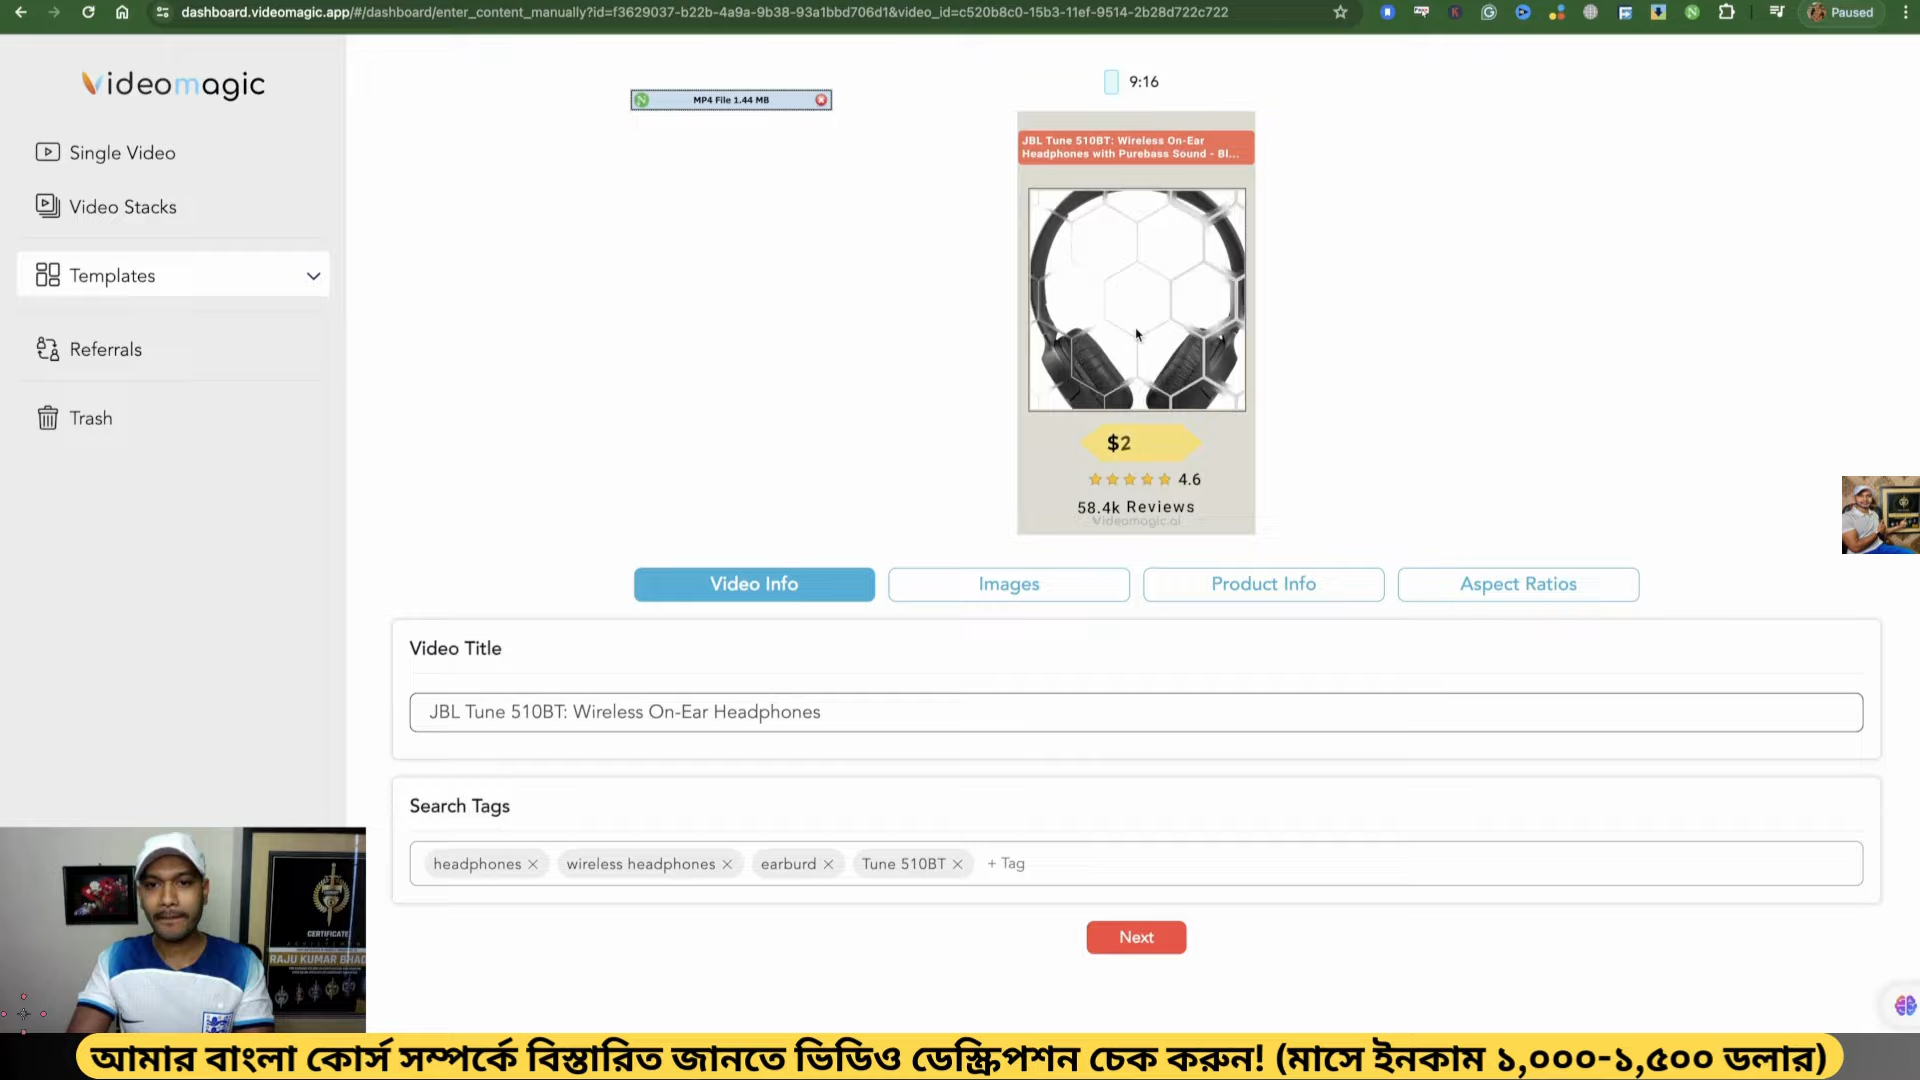 dashboard.videomagic.app/#/dashboard/enter_content_manually?id=f3629037-b22b-4a9a-9b38-93a1bbd706d1&video_id=c520b8c0-15b3-11ef-9514-2b28d722c722
Paused
videomagic
Single Video
Video Stacks
Templates
Referrals
Trash
MP4 File 1.44 MB
9:16
JBL Tune 510BT: Wireless On-Ear
Headphones with Purebass Sound - Bl...
$2
4.6
58.4k Reviews
Videomagic.ai
Video Info
Images
Product Info
Aspect Ratios
Video Title
JBL Tune 510BT: Wireless On-Ear Headphones
Search Tags
headphones
wireless headphones
earburd
Tune 510BT
+ Tag
Next
CERTIFICATE
RAJU KUMAR BHAD
আমার বাংলা কোর্স সম্পর্কে বিস্তারিত জানতে ভিডিও ডেস্ক্রিপশন চেক করুন! (মাসে ইনকাম ১,০০০-১,৫০০ ডলার)